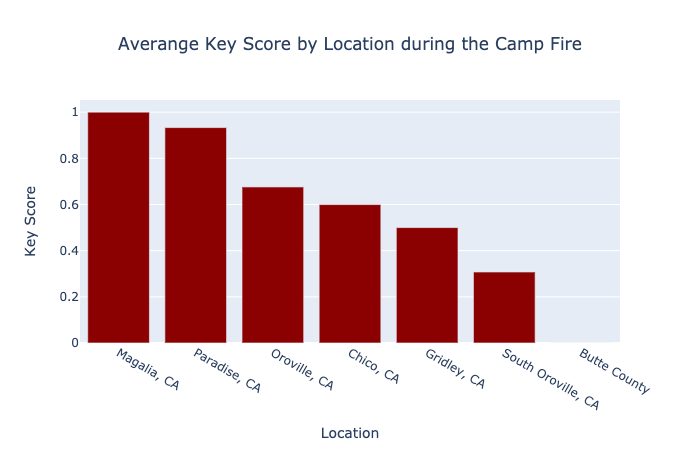 Averange Key Score by Location during the Camp Fire
Key Score
1
0.8
0.6
0.4
0.2
0
Magalia, CA
Paradise, CA
Oroville, CA
Chico, CA
Gridley, CA
South Oroville, CA
Butte County
Location